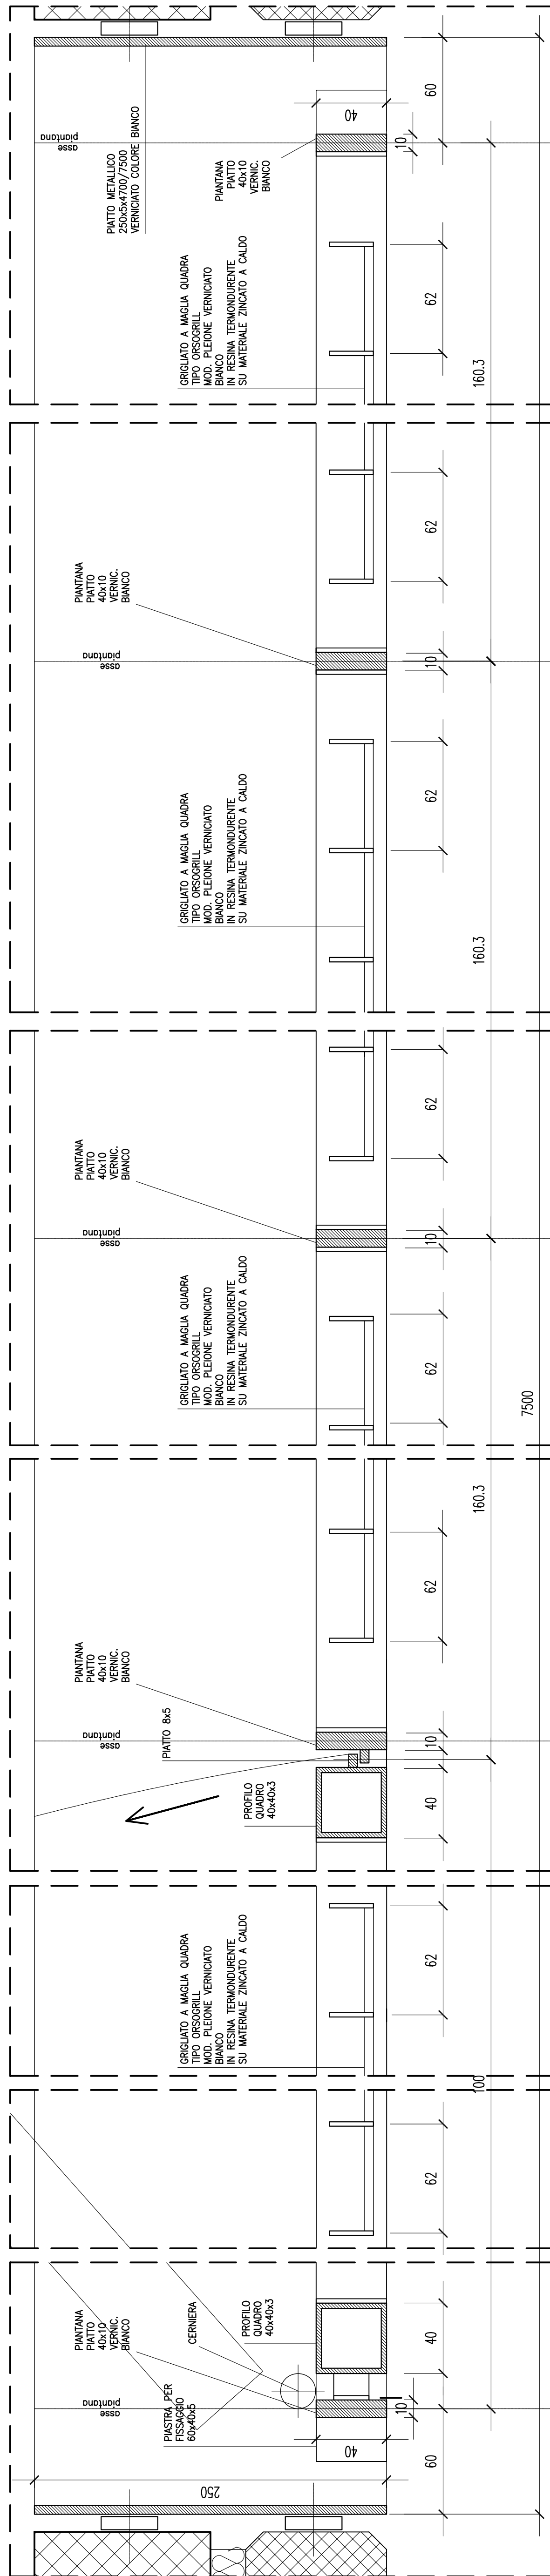 PIANTANA
PIATTO
40x10
VERNIC.
BIANCO
asse
piantana
PIASTRA PER
FISSAGGIO
60x40x5
CERNIERA
PROFILO
QUADRO
40x40x3
250
40
60
10
40
62
GRIGLIATO A MAGLIA QUADRA
TIPO ORSOGRILL
MOD. PLEIONE VERNICIATO
BIANCO
IN RESINA TERMONDURENTE
SU MATERIALE ZINCATO A CALDO
62
100
PIANTANA
PIATTO
40x10
VERNIC.
BIANCO
asse
piantana
PIATTO 8x5
PROFILO
QUADRO
40x40x3
40
10
62
160.3
7500
GRIGLIATO A MAGLIA QUADRA
TIPO ORSOGRILL
MOD. PLEIONE VERNICIATO
BIANCO
IN RESINA TERMONDURENTE
SU MATERIALE ZINCATO A CALDO
PIANTANA
PIATTO
40x10
VERNIC.
BIANCO
asse
piantana
62
10
62
160.3
GRIGLIATO A MAGLIA QUADRA
TIPO ORSOGRILL
MOD. PLEIONE VERNICIATO
BIANCO
IN RESINA TERMONDURENTE
SU MATERIALE ZINCATO A CALDO
PIANTANA
PIATTO
40x10
VERNIC.
BIANCO
asse
piantana
62
10
62
160.3
GRIGLIATO A MAGLIA QUADRA
TIPO ORSOGRILL
MOD. PLEIONE VERNICIATO
BIANCO
IN RESINA TERMONDURENTE
SU MATERIALE ZINCATO A CALDO
PIATTO METALLICO
250x5x4700/7500
VERNICIATO COLORE BIANCO
PIANTANA
PIATTO
40x10
VERNIC.
BIANCO
asse
piantana
40
62
10
60